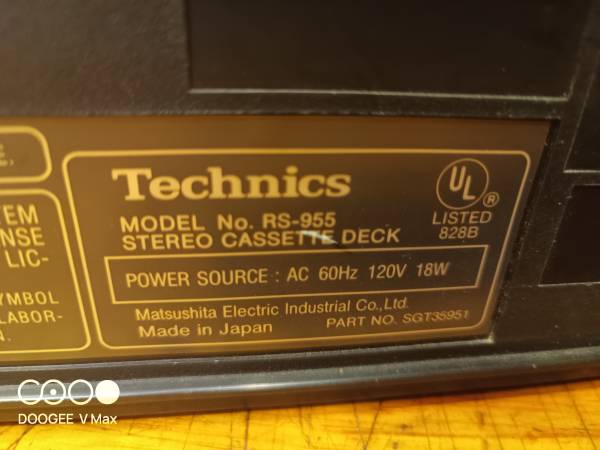 Technics
MODEL No. RS-955
STEREO CASSETTE DECK
UL®
LISTED
828B
POWER SOURCE : AC 60Hz 120V 18W
Matsushita Electric Industrial Co.,Ltd.
Made in Japan
PART NO. SGT35951
E,
TEM
ENSE
LIC-
YMBOL
LABOR-
N.
DOOGEE V Max